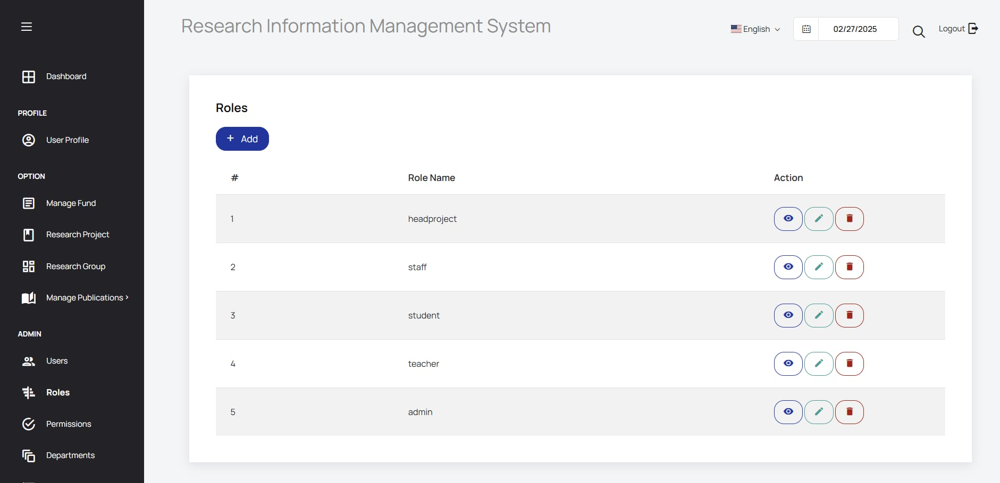 Research Information Management System
English
02/27/2025
Logout
Dashboard
PROFILE
User Profile
OPTION
Manage Fund
Research Project
Research Group
Manage Publications
ADMIN
Users
Roles
Permissions
Departments
Roles
+ Add
# Role Name Action
1 headproject
2 staff
3 student
4 teacher
5 admin